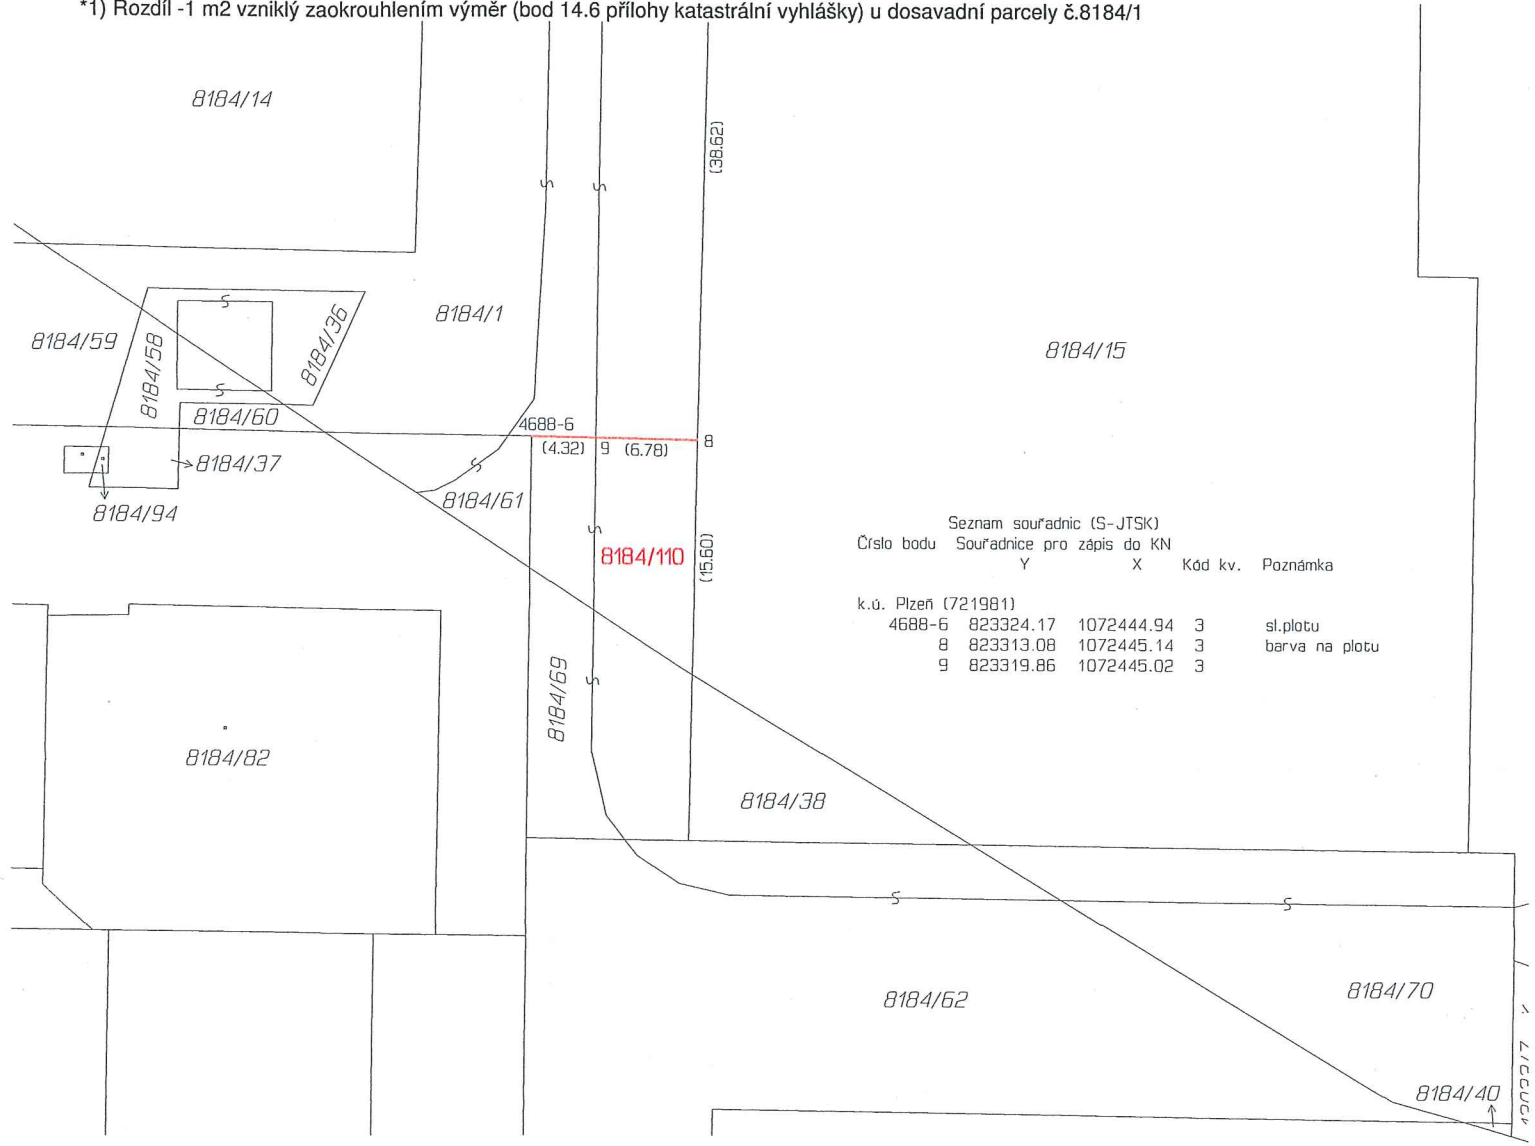 *1) Rozdíl -1 m2 vzniklý zaokrouhlením výměr (bod 14.6 přílohy katastrální vyhlášky) u dosavadní parcely č.8184/1
8184/14
(38.62)
8184/1
8184/36
8184/59
8184/58
8184/15
8184/60
4688-6
(4.32) 9 (6.78)
8
8184/37
8184/61
8184/94
8184/110
(15.60)
Seznam souřadnic (S-JTSK)
Číslo bodu Souřadnice pro zápis do KN
Y X Kód kv. Poznámka
k.ú. Plzeň (721981)
4688-6 823324.17 1072444.94 3 sl.plotu
8 823313.08 1072445.14 3 barva na plotu
9 823319.86 1072445.02 3
8184/69
8184/82
8184/38
8184/62
8184/70
8184/40